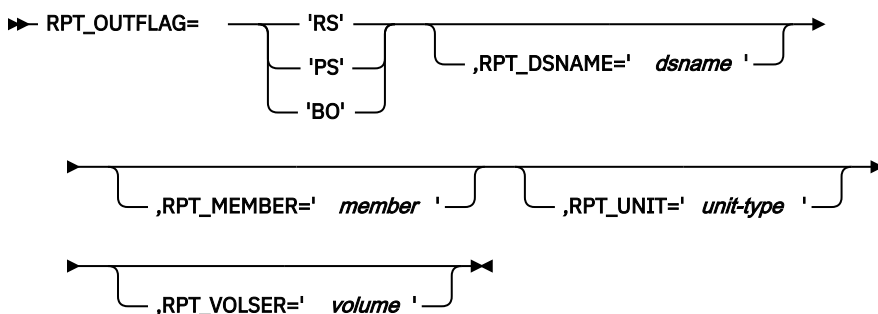 RPT_OUTFLAG= 'RS'
'PS'
'BO'
,RPT_DSNAME=' dsname '
,RPT_MEMBER=' member '
,RPT_UNIT=' unit-type '
,RPT_VOLSER=' volume '